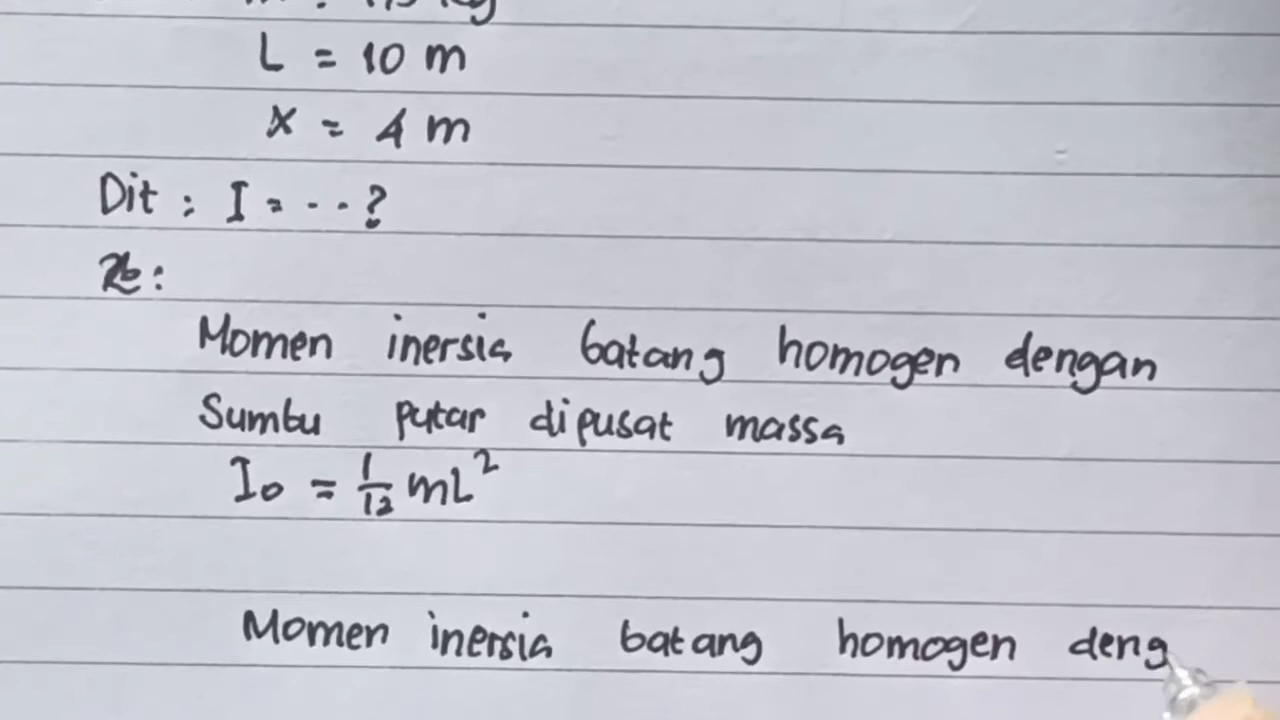 L = 10 m
x = 4 m
Dit : I = ...?
Momen inersia batang homogen dengan
Sumbu putar dipusat massa
I₀ = 1/12 mL²
Momen inersia batang homogen deng